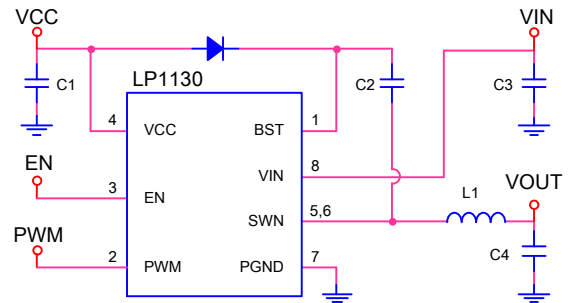 VCC
VIN
C1
LP1130
C2
C3
4
VCC
BST
1
EN
VIN
8
3
EN
L1
VOUT
SWN
5,6
PWM
2
PWM
PGND
7
C4